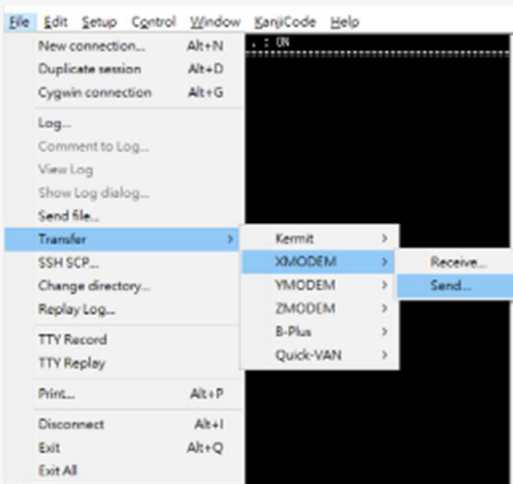 File Edit Setup Control Window KanjiCode Help
New connection... Alt+N
Duplicate session Alt+D
Cygwin connection Alt+G
Log...
Comment to Log...
View Log
Show Log dialog...
Send file...
Transfer >
SSH SCP...
Change directory...
Replay Log...
TTY Record
TTY Replay
Print... Alt+P
Disconnect Alt+I
Exit Alt+Q
Exit All
. : ON
Kermit >
XMODEM >
YMODEM >
ZMODEM >
B-Plus >
Quick-VAN >
Receive...
Send...